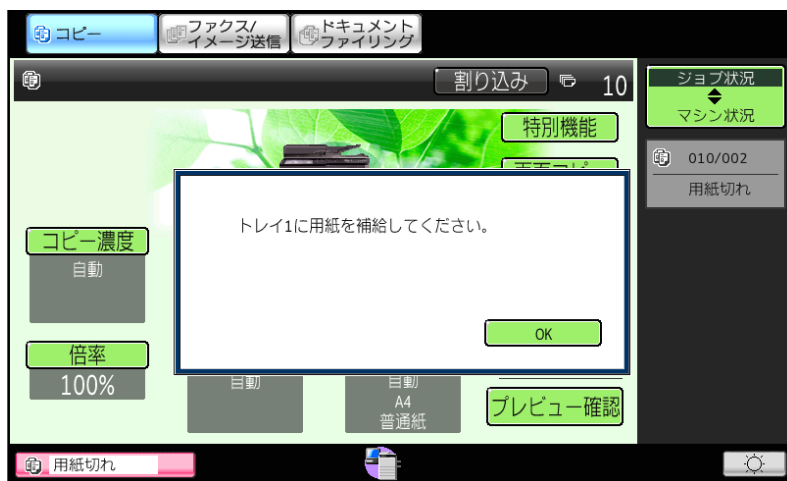 コピー
ファクス/
イメージ送信
ドキュメント
ファイリング
割り込み
10
ジョブ状況
マシン状況
特別機能
010/002
用紙切れ
トレイ1に用紙を補給してください。
コピー濃度
自動
OK
倍率
100%
自動
自動
A4
普通紙
プレビュー確認
用紙切れ